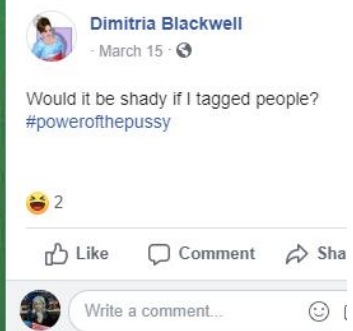 Dimitria Blackwell
· March 15 ·
Would it be shady if I tagged people?
#powerofthepussy
2
Like Comment Sha
Write a comment...